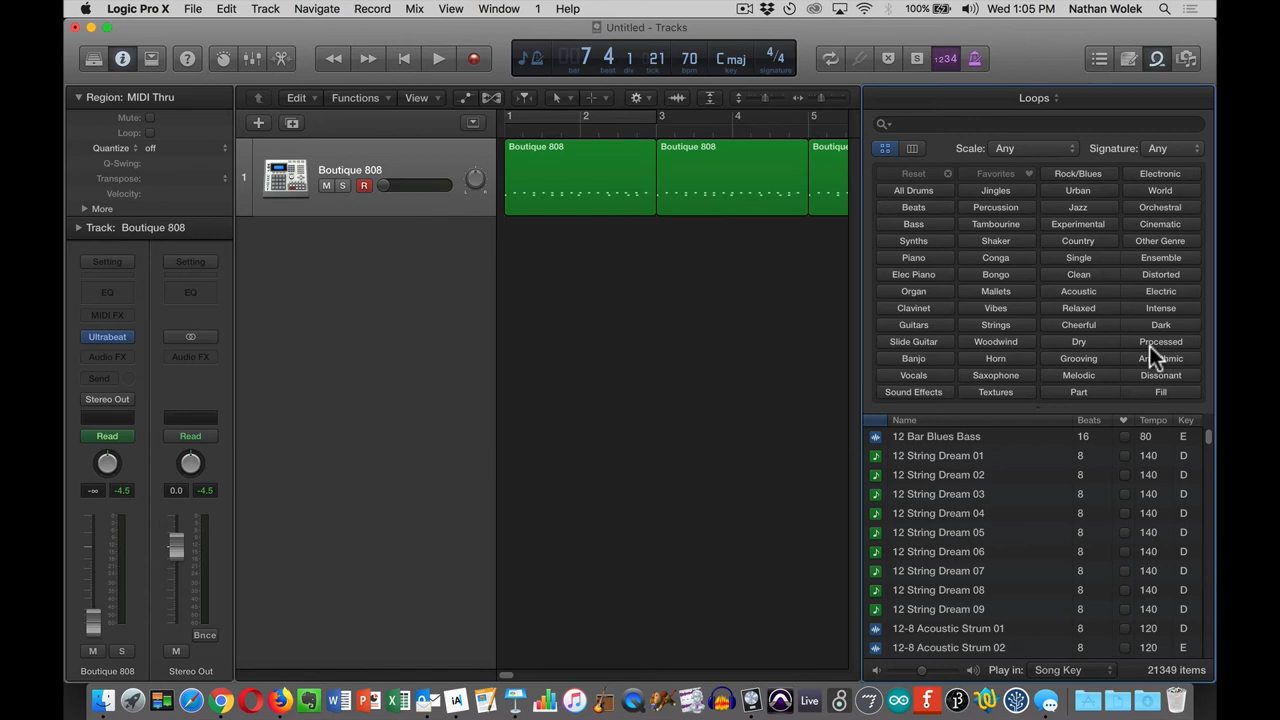 Logic Pro X File Edit Track Navigate Record Mix View Window 1 Help 100% Wed 1:05 PM Nathan Wolek
Untitled - Tracks
7 4 1 21 70 C maj 4/4 1234
bar beat div tick bpm key signature
Region: MIDI Thru Edit Functions View Loops
Mute:
Loop:
Quantize off
Q-Swing:
Transpose:
Velocity:
More
Track: Boutique 808
1 2 3 4 5
1 Boutique 808
M S R
Boutique 808 Boutique 808 Boutiqu
Setting Setting
EQ EQ
MIDI FX
Ultrabeat
Audio FX Audio FX
Send
Stereo Out
Read Read
-∞ -4.5 0.0 -4.5
Bnce
M S M
Boutique 808 Stereo Out
Scale: Any Signature: Any
Reset Favorites Rock/Blues Electronic
All Drums Jingles Urban World
Beats Percussion Jazz Orchestral
Bass Tambourine Experimental Cinematic
Synths Shaker Country Other Genre
Piano Conga Single Ensemble
Elec Piano Bongo Clean Distorted
Organ Mallets Acoustic Electric
Clavinet Vibes Relaxed Intense
Guitars Strings Cheerful Dark
Slide Guitar Woodwind Dry Processed
Banjo Horn Grooving
Vocals Saxophone Melodic Dissonant
Sound Effects Textures Part Fill
Name Beats Tempo Key
12 Bar Blues Bass 16 80 E
12 String Dream 01 8 140 D
12 String Dream 02 8 140 D
12 String Dream 03 8 140 D
12 String Dream 04 8 140 D
12 String Dream 05 8 140 D
12 String Dream 06 8 140 D
12 String Dream 07 8 140 D
12 String Dream 08 8 140 D
12 String Dream 09 8 140 D
12-8 Acoustic Strum 01 8 120 D
12-8 Acoustic Strum 02 8 120 E
Play in: Song Key 21349 items
Live